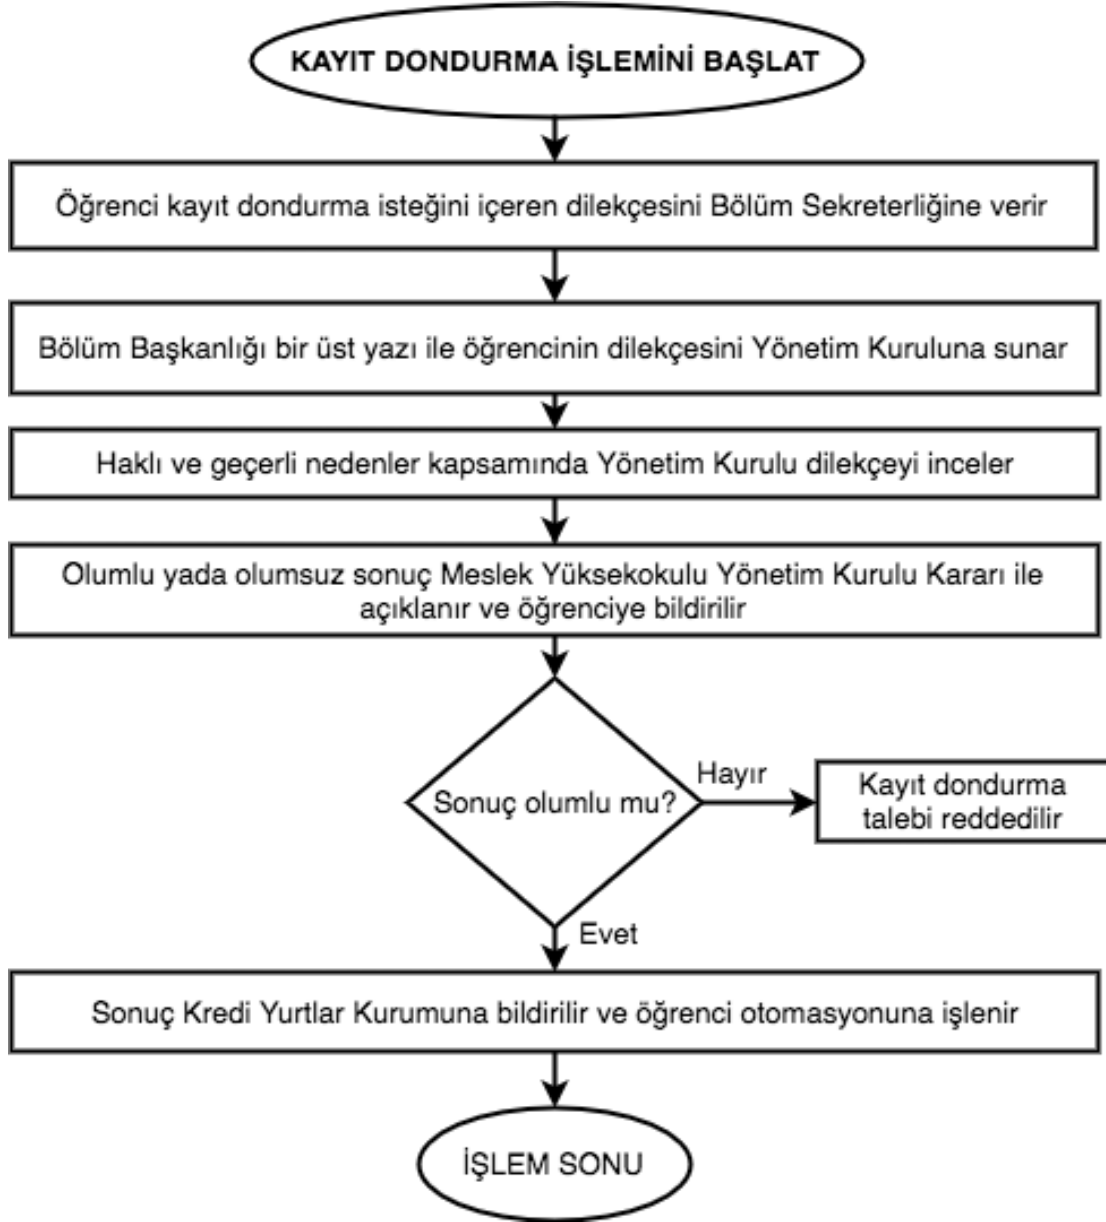 KAYIT DONDURMA İŞLEMİNİ BAŞLAT
Öğrenci kayıt dondurma isteğini içeren dilekçesini Bölüm Sekreterliğine verir
Bölüm Başkanlığı bir üst yazı ile öğrencinin dilekçesini Yönetim Kuruluna sunar
Haklı ve geçerli nedenler kapsamında Yönetim Kurulu dilekçeyi inceler
Olumlu yada olumsuz sonuç Meslek Yüksekokulu Yönetim Kurulu Kararı ile
açıklanır ve öğrenciye bildirilir
Sonuç olumlu mu?
Hayır
Kayıt dondurma
talebi reddedilir
Evet
Sonuç Kredi Yurtlar Kurumuna bildirilir ve öğrenci otomasyonuna işlenir
İŞLEM SONU